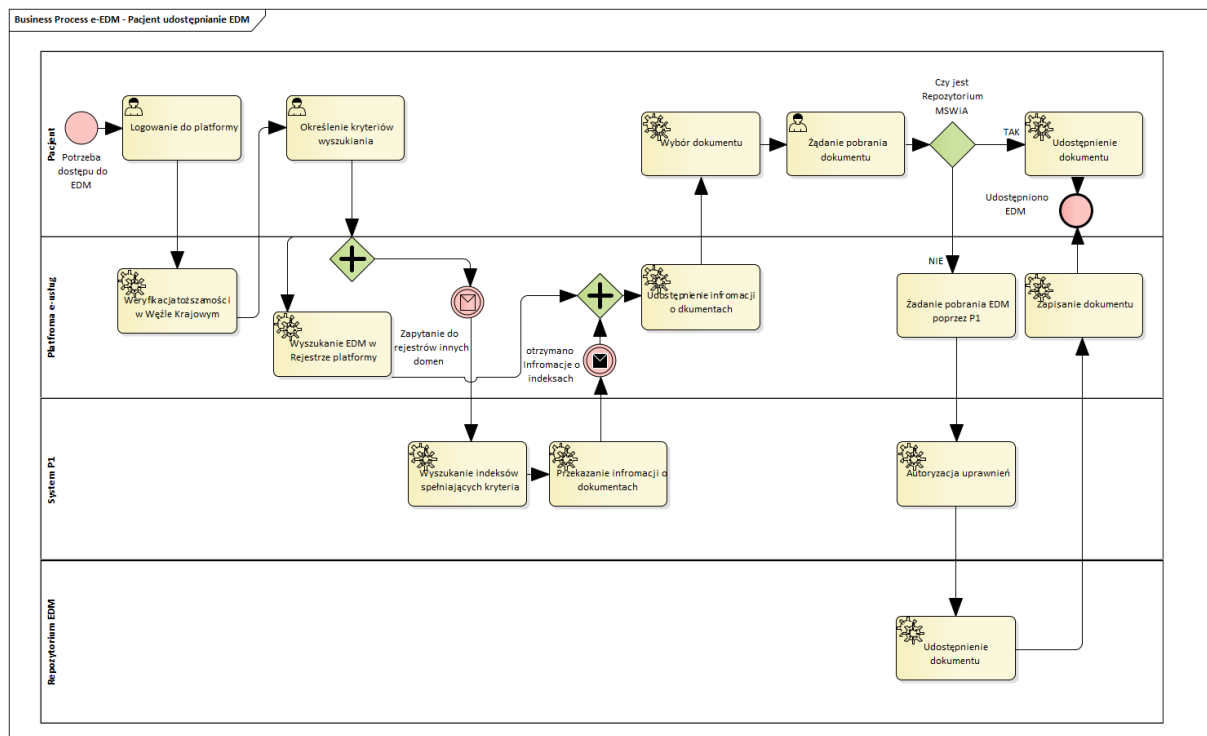 Business Process e-EDM - Pacjent udostępnianie EDM
Pacjent
Potrzeba
dostępu do
EDM
Logowanie do platformy
Określenie kryteriów
wyszukiania
Wybór dokumentu
Żądanie pobrania
dokumentu
Czy jest
Repozytorium
MSWiA
TAK
Udostępnienie
dokumentu
Udostępniono
EDM
NIE
Platforma e-usług
Weryfkacjatożsamości
w Węźle Krajowym
Wyszukanie EDM w
Rejestrze platformy
Zapytanie do
rejestrów innych
domen
otrzymano
Infromacje o
indeksach
Udostępnienie infromacji
o dkumentach
Żadanie pobrania EDM
poprzez P1
Zapisanie dokumentu
System P1
Wyszukanie indeksów
spełniających kryteria
Przekazanie infromacji o
dokumentach
Autoryzacja uprawnień
Repozytorium EDM
Udostępnienie
dokumentu